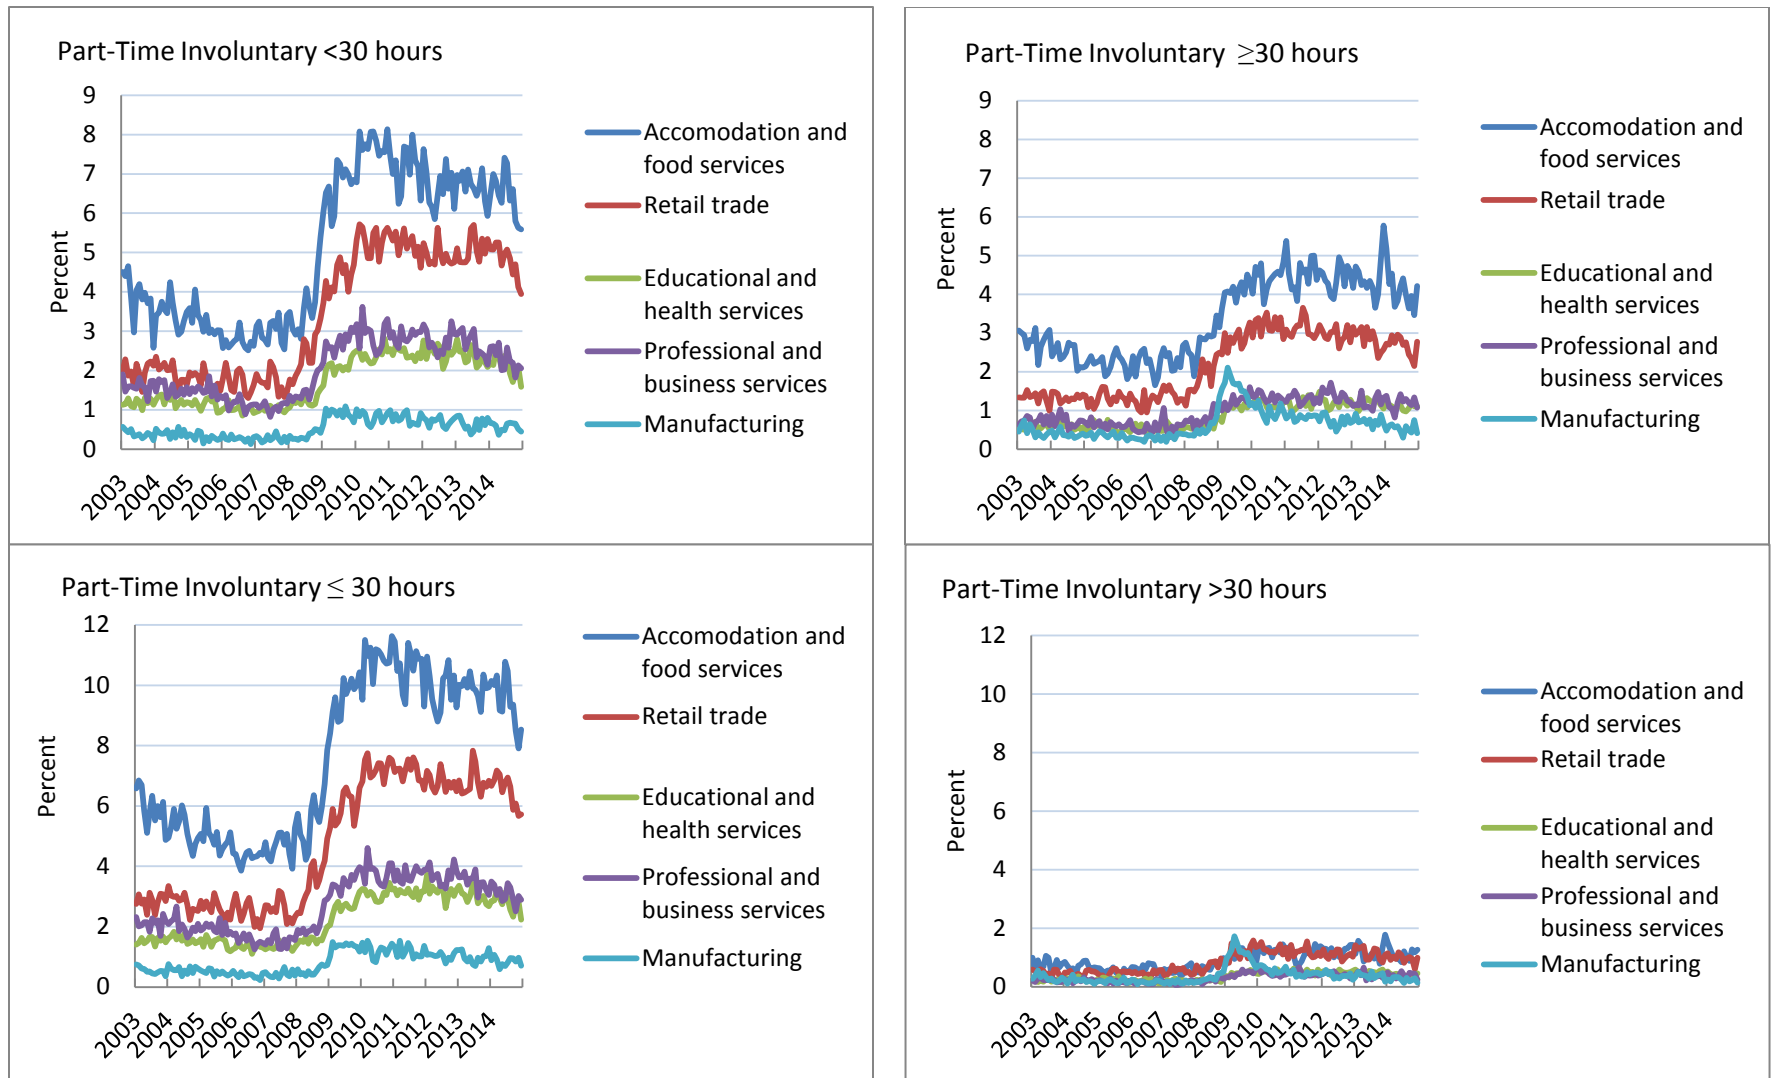 Part-Time Involuntary <30 hours
9
8
7
6
5
4
3
2
1
0
Percent
2003
2004
2005
2006
2007
2008
2009
2010
2011
2012
2013
2014
Accomodation and
food services
Retail trade
Educational and
health services
Professional and
business services
Manufacturing
Part-Time Involuntary ≥30 hours
9
8
7
6
5
4
3
2
1
0
Percent
2003
2004
2005
2006
2007
2008
2009
2010
2011
2012
2013
2014
Accomodation and
food services
Retail trade
Educational and
health services
Professional and
business services
Manufacturing
Part-Time Involuntary ≤ 30 hours
12
10
8
6
4
2
0
Percent
2003
2004
2005
2006
2007
2008
2009
2010
2011
2012
2013
2014
Accomodation and
food services
Retail trade
Educational and
health services
Professional and
business services
Manufacturing
Part-Time Involuntary >30 hours
12
10
8
6
4
2
0
Percent
2003
2004
2005
2006
2007
2008
2009
2010
2011
2012
2013
2014
Accomodation and
food services
Retail trade
Educational and
health services
Professional and
business services
Manufacturing